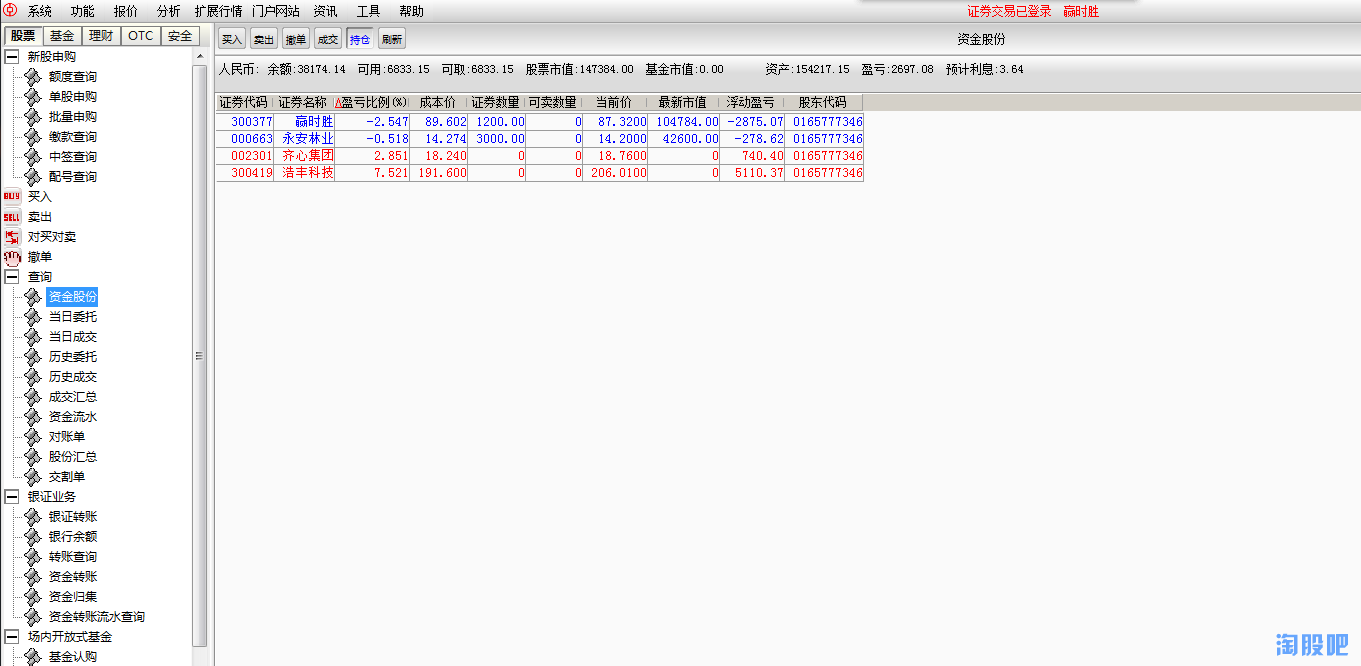 系统 功能 报价 分析 扩展行情 门户网站 资讯 工具 帮助 证券交易已登录 赢时胜
股票 基金 理财 OTC 安全
买入 卖出 撤单 成交 持仓 刷新 资金股份
人民币: 余额:38174.14 可用:6833.15 可取:6833.15 股票市值:147384.00 基金市值:0.00 资产:154217.15 盈亏:2697.08 预计利息:3.64
证券代码 证券名称 △盈亏比例(%) 成本价 证券数量 可卖数量 当前价 最新市值 浮动盈亏 股东代码
300377 赢时胜 -2.547 89.602 1200.00 0 87.3200 104784.00 -2875.07 0165777346
000663 永安林业 -0.518 14.274 3000.00 0 14.2000 42600.00 -278.62 0165777346
002301 齐心集团 2.851 18.240 0 0 18.7600 0 740.40 0165777346
300419 浩丰科技 7.521 191.600 0 0 206.0100 0 5110.37 0165777346
新股申购
额度查询
单股申购
批量申购
缴款查询
中签查询
配号查询
BUY 买入
SELL 卖出
对买对卖
撤单
查询
资金股份
当日委托
当日成交
历史委托
历史成交
成交汇总
资金流水
对账单
股份汇总
交割单
银证业务
银证转账
银行余额
转账查询
资金转账
资金归集
资金转账流水查询
场内开放式基金
基金认购
淘股吧